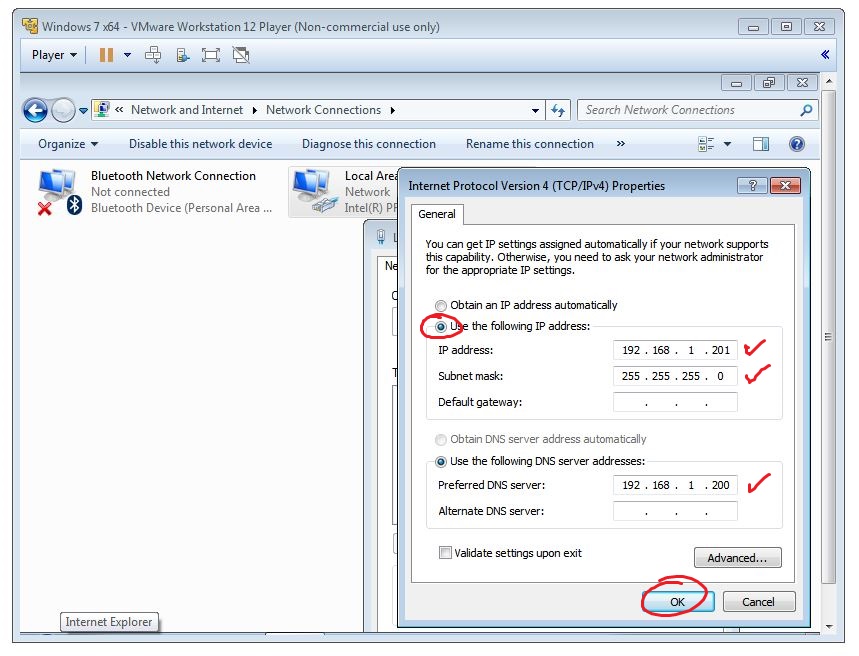 Windows 7 x64 - VMware Workstation 12 Player (Non-commercial use only)
Player
« Network and Internet Network Connections
Search Network Connections
Organize Disable this network device Diagnose this connection Rename this connection »
Bluetooth Network Connection
Not connected
Bluetooth Device (Personal Area ...
Local Area
Network
Intel(R) PR
Internet Protocol Version 4 (TCP/IPv4) Properties
General
You can get IP settings assigned automatically if your network supports
this capability. Otherwise, you need to ask your network administrator
for the appropriate IP settings.
Obtain an IP address automatically
Use the following IP address:
IP address: 192 . 168 . 1 . 201
Subnet mask: 255 . 255 . 255 . 0
Default gateway: . . .
Obtain DNS server address automatically
Use the following DNS server addresses:
Preferred DNS server: 192 . 168 . 1 . 200
Alternate DNS server: . . .
Validate settings upon exit
Advanced...
OK Cancel
Internet Explorer